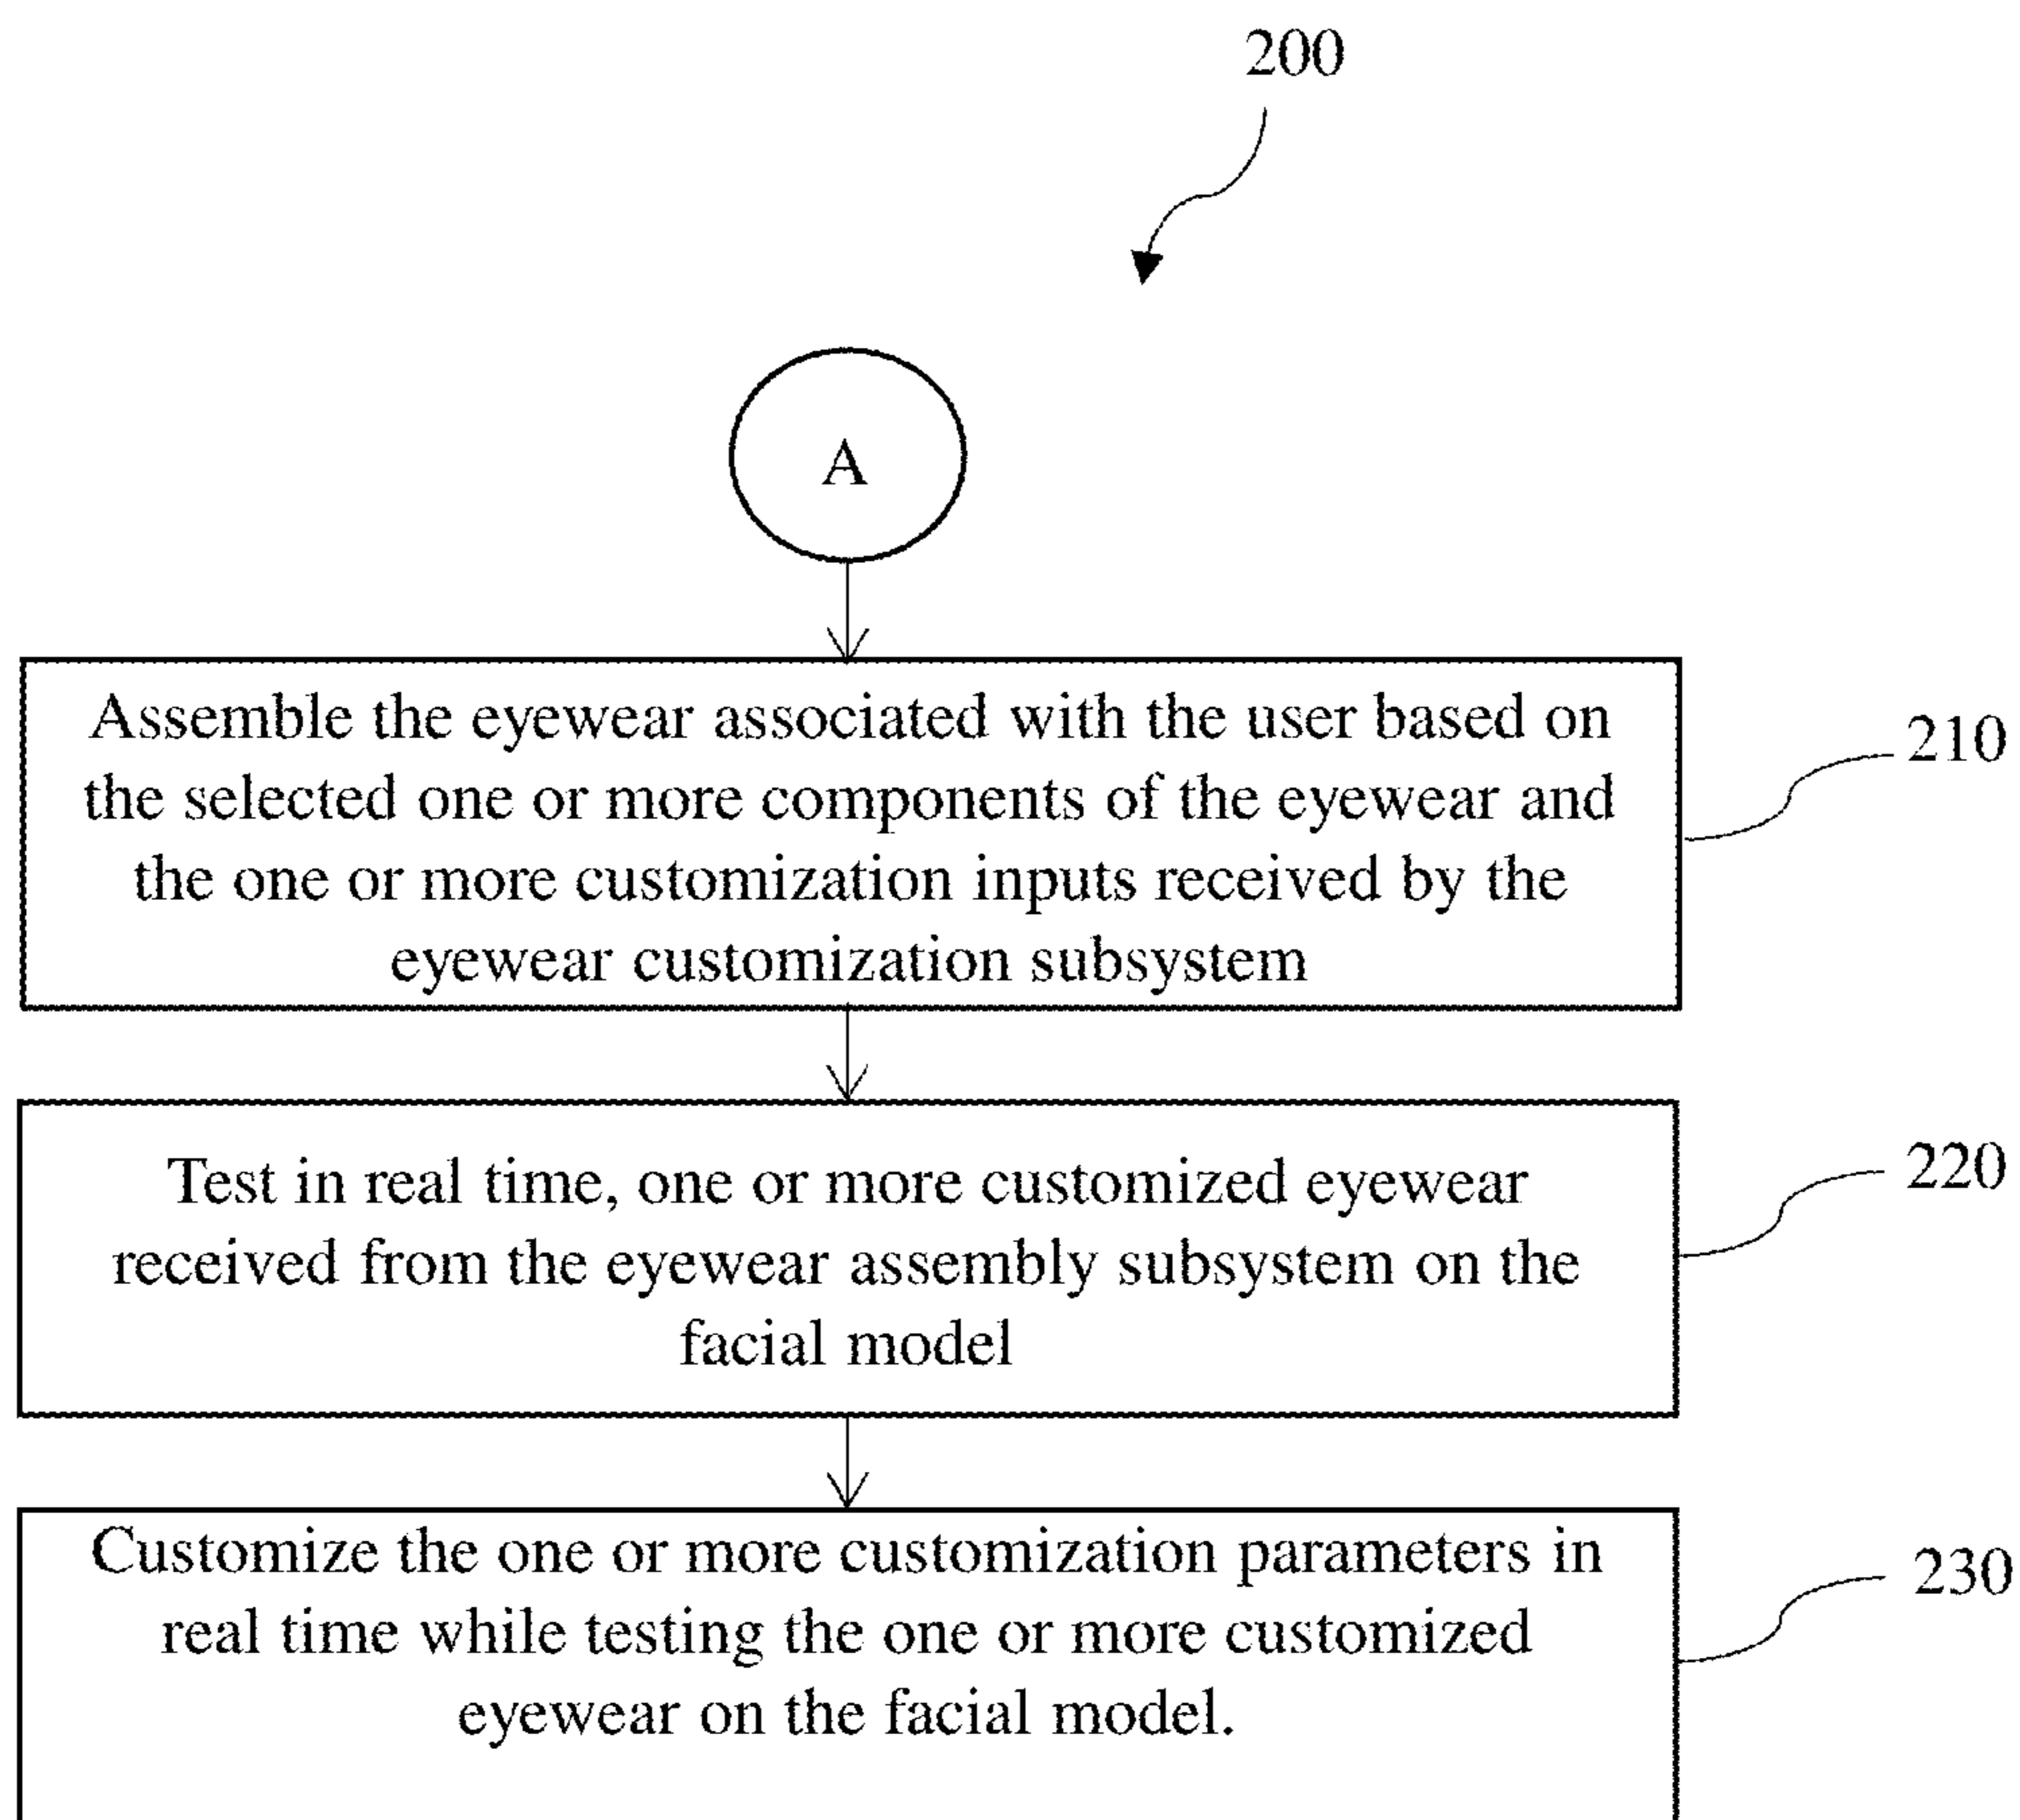 200
A
Assemble the eyewear associated with the user based on
the selected one or more components of the eyewear and
the one or more customization inputs received by the
eyewear customization subsystem
210
Test in real time, one or more customized eyewear
received from the eyewear assembly subsystem on the
facial model
220
Customize the one or more customization parameters in
real time while testing the one or more customized
eyewear on the facial model.
230